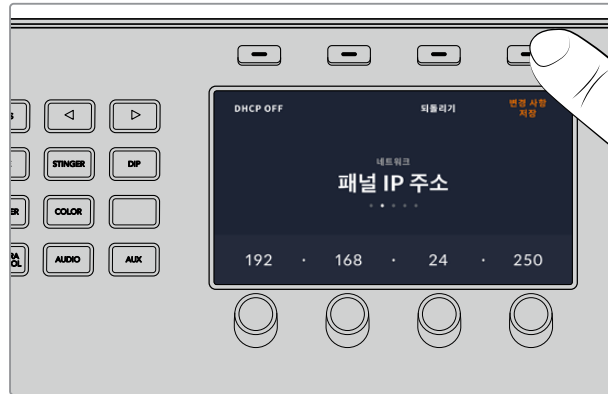 DHCP OFF
되돌리기
변경 사항
저장
네트워크
패널 IP 주소
192 . 168 . 24 . 250
STINGER
DIP
COLOR
AUDIO
AUX